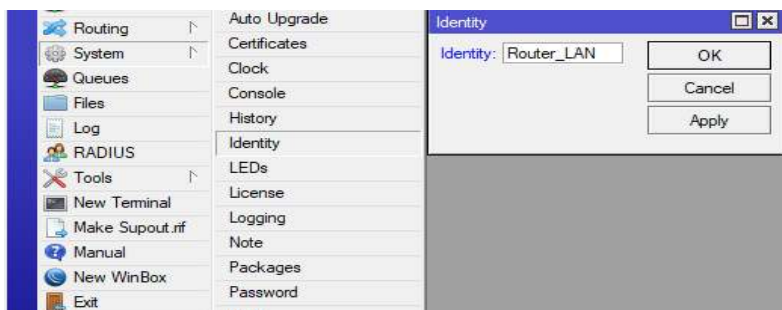 Routing
System
Queues
Files
Log
RADIUS
Tools
New Terminal
Make Supout.rif
Manual
New WinBox
Exit
Auto Upgrade
Certificates
Clock
Console
History
Identity
LEDs
License
Logging
Note
Packages
Password
Identity
Identity: Router_LAN
OK
Cancel
Apply